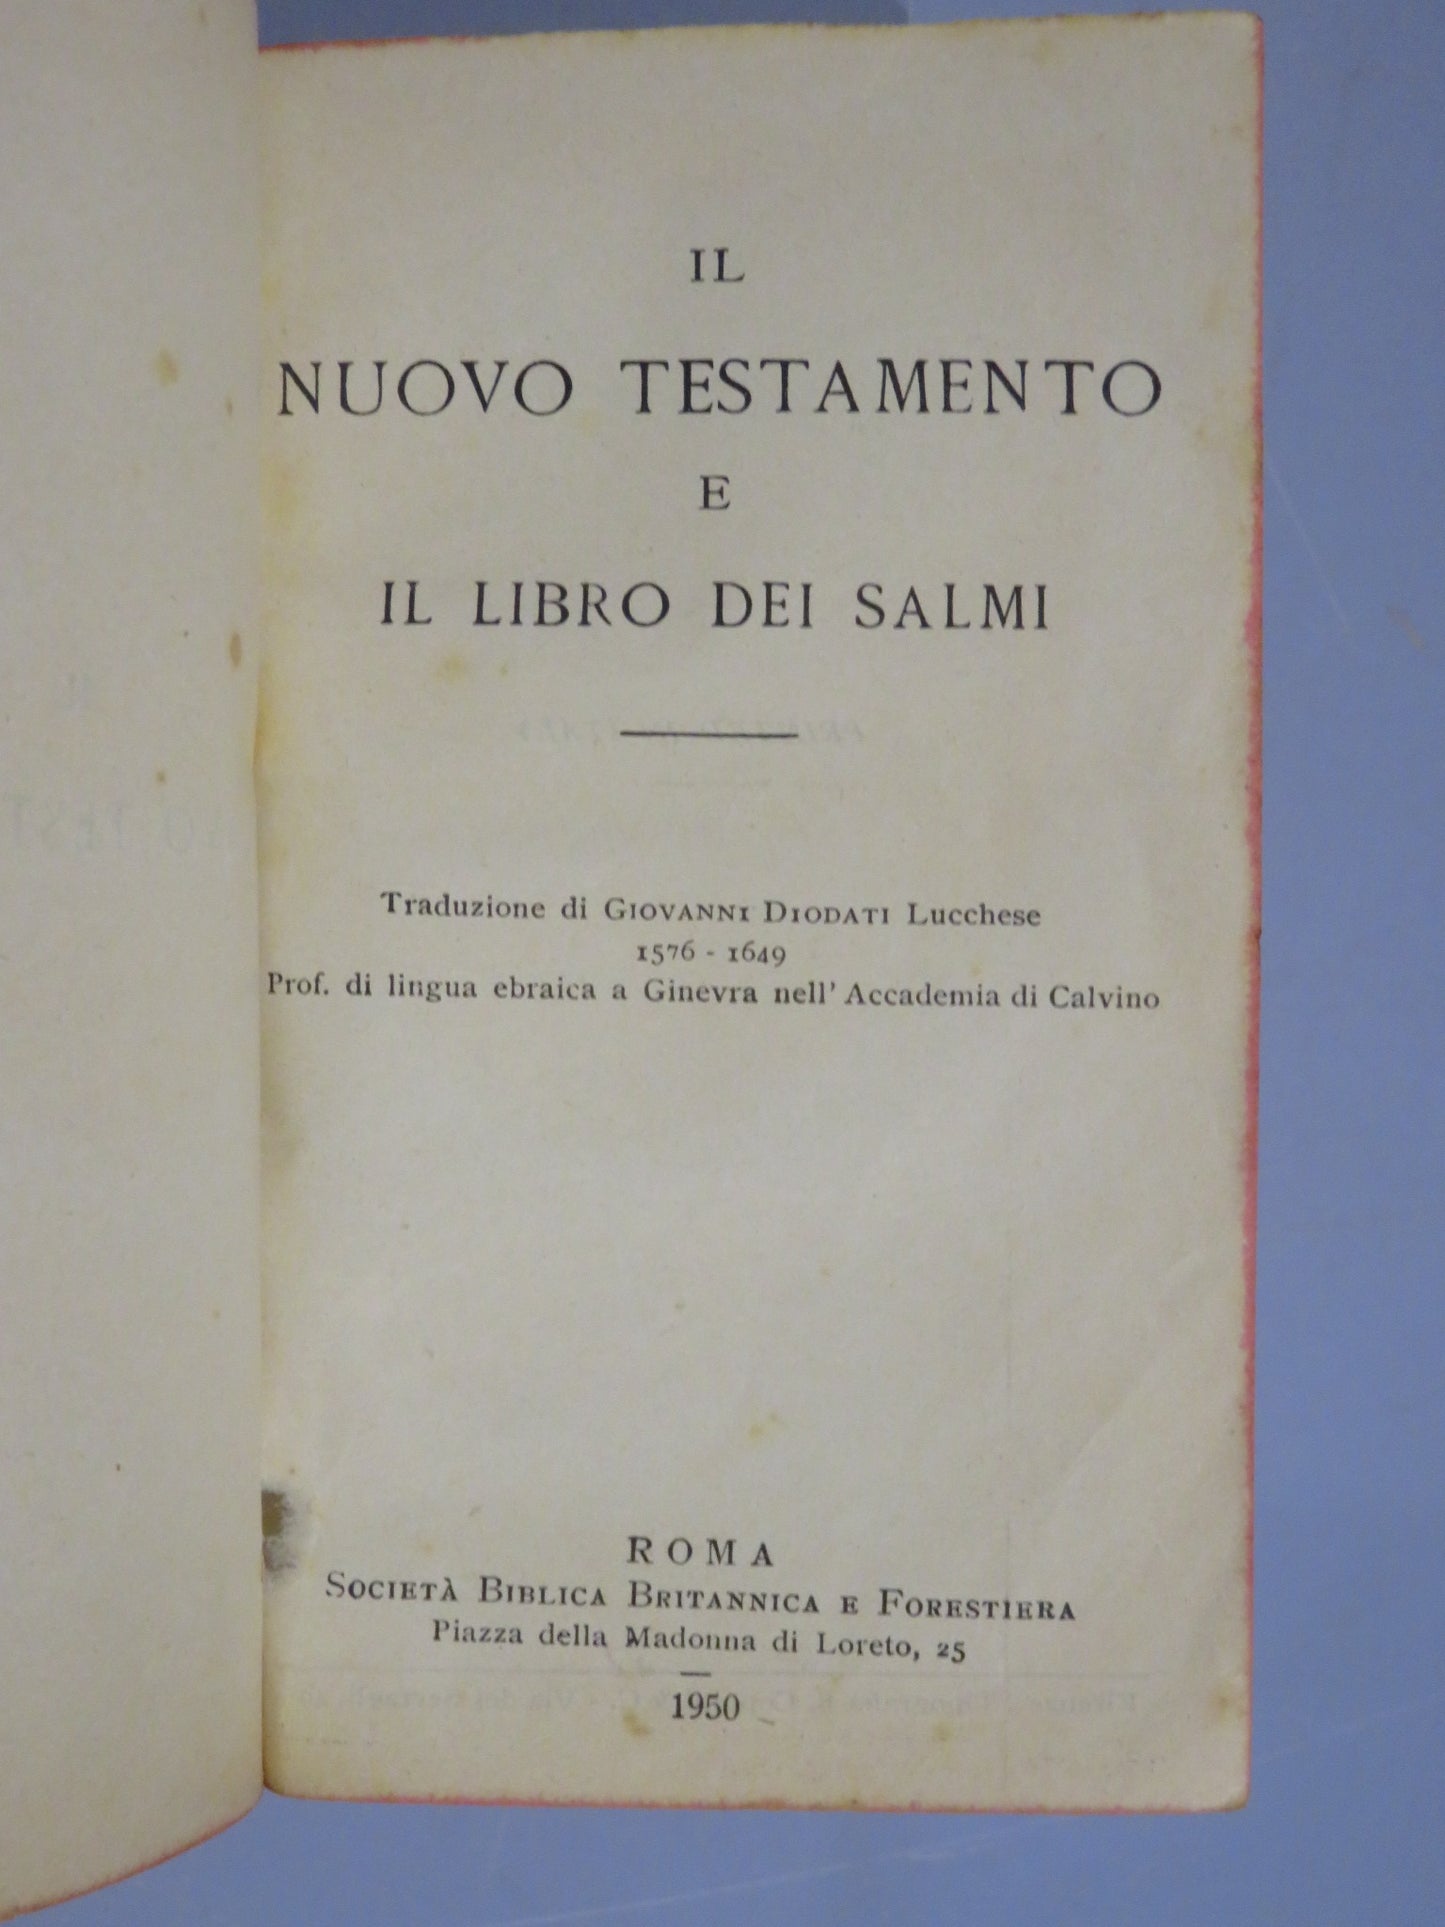 IL
NUOVO TESTAMENTO
E
IL LIBRO DEI SALMI
Traduzione di GIOVANNI DIODATI Lucchese
1576 - 1649
Prof. di lingua ebraica a Ginevra nell' Accademia di Calvino
ROMA
SOCIETÀ BIBLICA BRITANNICA E FORESTIERA
Piazza della Madonna di Loreto, 25
1950